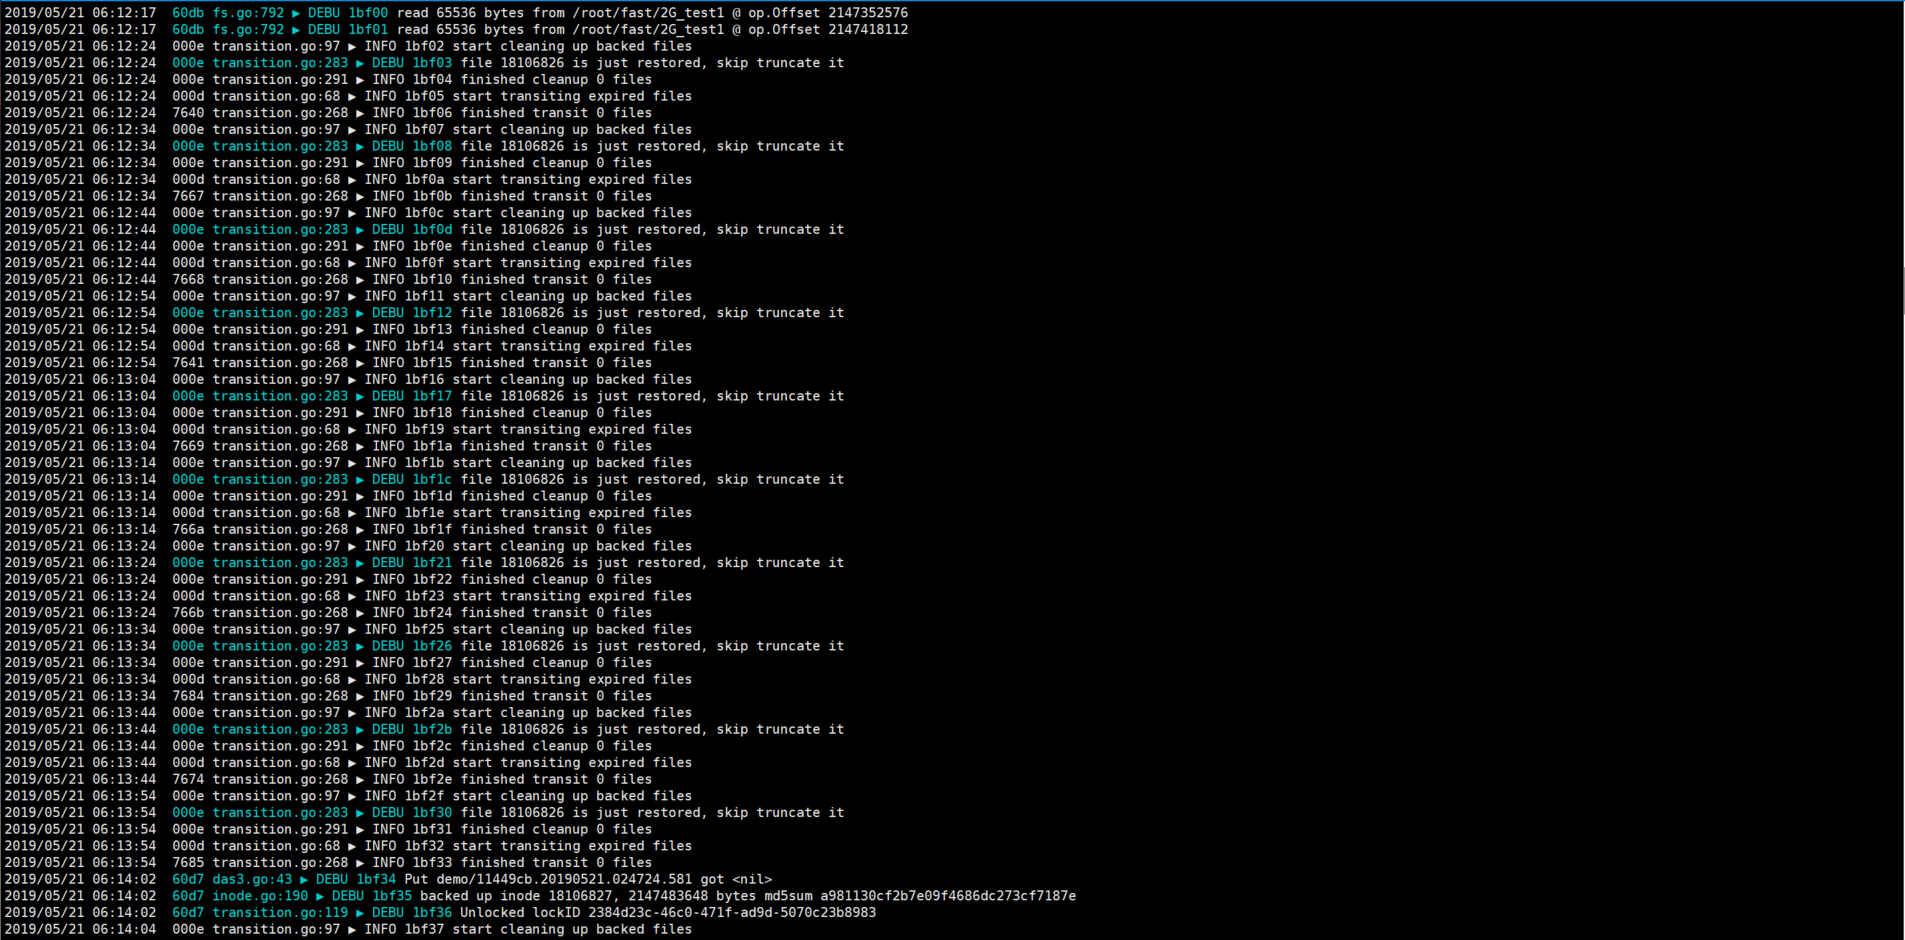 2019/05/21 06:12:17  60db fs.go:792 ▶ DEBU 1bf00 read 65536 bytes from /root/fast/2G_test1 @ op.Offset 2147352576
2019/05/21 06:12:17  60db fs.go:792 ▶ DEBU 1bf01 read 65536 bytes from /root/fast/2G_test1 @ op.Offset 2147418112
2019/05/21 06:12:24  000e transition.go:97 ▶ INFO 1bf02 start cleaning up backed files
2019/05/21 06:12:24  000e transition.go:283 ▶ DEBU 1bf03 file 18106826 is just restored, skip truncate it
2019/05/21 06:12:24  000e transition.go:291 ▶ INFO 1bf04 finished cleanup 0 files
2019/05/21 06:12:24  000d transition.go:68 ▶ INFO 1bf05 start transiting expired files
2019/05/21 06:12:24  7640 transition.go:268 ▶ INFO 1bf06 finished transit 0 files
2019/05/21 06:12:34  000e transition.go:97 ▶ INFO 1bf07 start cleaning up backed files
2019/05/21 06:12:34  000e transition.go:283 ▶ DEBU 1bf08 file 18106826 is just restored, skip truncate it
2019/05/21 06:12:34  000e transition.go:291 ▶ INFO 1bf09 finished cleanup 0 files
2019/05/21 06:12:34  000d transition.go:68 ▶ INFO 1bf0a start transiting expired files
2019/05/21 06:12:34  7667 transition.go:268 ▶ INFO 1bf0b finished transit 0 files
2019/05/21 06:12:44  000e transition.go:97 ▶ INFO 1bf0c start cleaning up backed files
2019/05/21 06:12:44  000e transition.go:283 ▶ DEBU 1bf0d file 18106826 is just restored, skip truncate it
2019/05/21 06:12:44  000e transition.go:291 ▶ INFO 1bf0e finished cleanup 0 files
2019/05/21 06:12:44  000d transition.go:68 ▶ INFO 1bf0f start transiting expired files
2019/05/21 06:12:44  7668 transition.go:268 ▶ INFO 1bf10 finished transit 0 files
2019/05/21 06:12:54  000e transition.go:97 ▶ INFO 1bf11 start cleaning up backed files
2019/05/21 06:12:54  000e transition.go:283 ▶ DEBU 1bf12 file 18106826 is just restored, skip truncate it
2019/05/21 06:12:54  000e transition.go:291 ▶ INFO 1bf13 finished cleanup 0 files
2019/05/21 06:12:54  000d transition.go:68 ▶ INFO 1bf14 start transiting expired files
2019/05/21 06:12:54  7641 transition.go:268 ▶ INFO 1bf15 finished transit 0 files
2019/05/21 06:13:04  000e transition.go:97 ▶ INFO 1bf16 start cleaning up backed files
2019/05/21 06:13:04  000e transition.go:283 ▶ DEBU 1bf17 file 18106826 is just restored, skip truncate it
2019/05/21 06:13:04  000e transition.go:291 ▶ INFO 1bf18 finished cleanup 0 files
2019/05/21 06:13:04  000d transition.go:68 ▶ INFO 1bf19 start transiting expired files
2019/05/21 06:13:04  7669 transition.go:268 ▶ INFO 1bf1a finished transit 0 files
2019/05/21 06:13:14  000e transition.go:97 ▶ INFO 1bf1b start cleaning up backed files
2019/05/21 06:13:14  000e transition.go:283 ▶ DEBU 1bf1c file 18106826 is just restored, skip truncate it
2019/05/21 06:13:14  000e transition.go:291 ▶ INFO 1bf1d finished cleanup 0 files
2019/05/21 06:13:14  000d transition.go:68 ▶ INFO 1bf1e start transiting expired files
2019/05/21 06:13:14  766a transition.go:268 ▶ INFO 1bf1f finished transit 0 files
2019/05/21 06:13:24  000e transition.go:97 ▶ INFO 1bf20 start cleaning up backed files
2019/05/21 06:13:24  000e transition.go:283 ▶ DEBU 1bf21 file 18106826 is just restored, skip truncate it
2019/05/21 06:13:24  000e transition.go:291 ▶ INFO 1bf22 finished cleanup 0 files
2019/05/21 06:13:24  000d transition.go:68 ▶ INFO 1bf23 start transiting expired files
2019/05/21 06:13:24  766b transition.go:268 ▶ INFO 1bf24 finished transit 0 files
2019/05/21 06:13:34  000e transition.go:97 ▶ INFO 1bf25 start cleaning up backed files
2019/05/21 06:13:34  000e transition.go:283 ▶ DEBU 1bf26 file 18106826 is just restored, skip truncate it
2019/05/21 06:13:34  000e transition.go:291 ▶ INFO 1bf27 finished cleanup 0 files
2019/05/21 06:13:34  000d transition.go:68 ▶ INFO 1bf28 start transiting expired files
2019/05/21 06:13:34  7684 transition.go:268 ▶ INFO 1bf29 finished transit 0 files
2019/05/21 06:13:44  000e transition.go:97 ▶ INFO 1bf2a start cleaning up backed files
2019/05/21 06:13:44  000e transition.go:283 ▶ DEBU 1bf2b file 18106826 is just restored, skip truncate it
2019/05/21 06:13:44  000e transition.go:291 ▶ INFO 1bf2c finished cleanup 0 files
2019/05/21 06:13:44  000d transition.go:68 ▶ INFO 1bf2d start transiting expired files
2019/05/21 06:13:44  7674 transition.go:268 ▶ INFO 1bf2e finished transit 0 files
2019/05/21 06:13:54  000e transition.go:97 ▶ INFO 1bf2f start cleaning up backed files
2019/05/21 06:13:54  000e transition.go:283 ▶ DEBU 1bf30 file 18106826 is just restored, skip truncate it
2019/05/21 06:13:54  000e transition.go:291 ▶ INFO 1bf31 finished cleanup 0 files
2019/05/21 06:13:54  000d transition.go:68 ▶ INFO 1bf32 start transiting expired files
2019/05/21 06:13:54  7685 transition.go:268 ▶ INFO 1bf33 finished transit 0 files
2019/05/21 06:14:02  60d7 das3.go:43 ▶ DEBU 1bf34 Put demo/11449cb.20190521.024724.581 got <nil>
2019/05/21 06:14:02  60d7 inode.go:190 ▶ DEBU 1bf35 backed up inode 18106827, 2147483648 bytes md5sum a981130cf2b7e09f4686dc273cf7187e
2019/05/21 06:14:02  60d7 transition.go:119 ▶ DEBU 1bf36 Unlocked lockID 2384d23c-46c0-471f-ad9d-5070c23b8983
2019/05/21 06:14:04  000e transition.go:97 ▶ INFO 1bf37 start cleaning up backed files